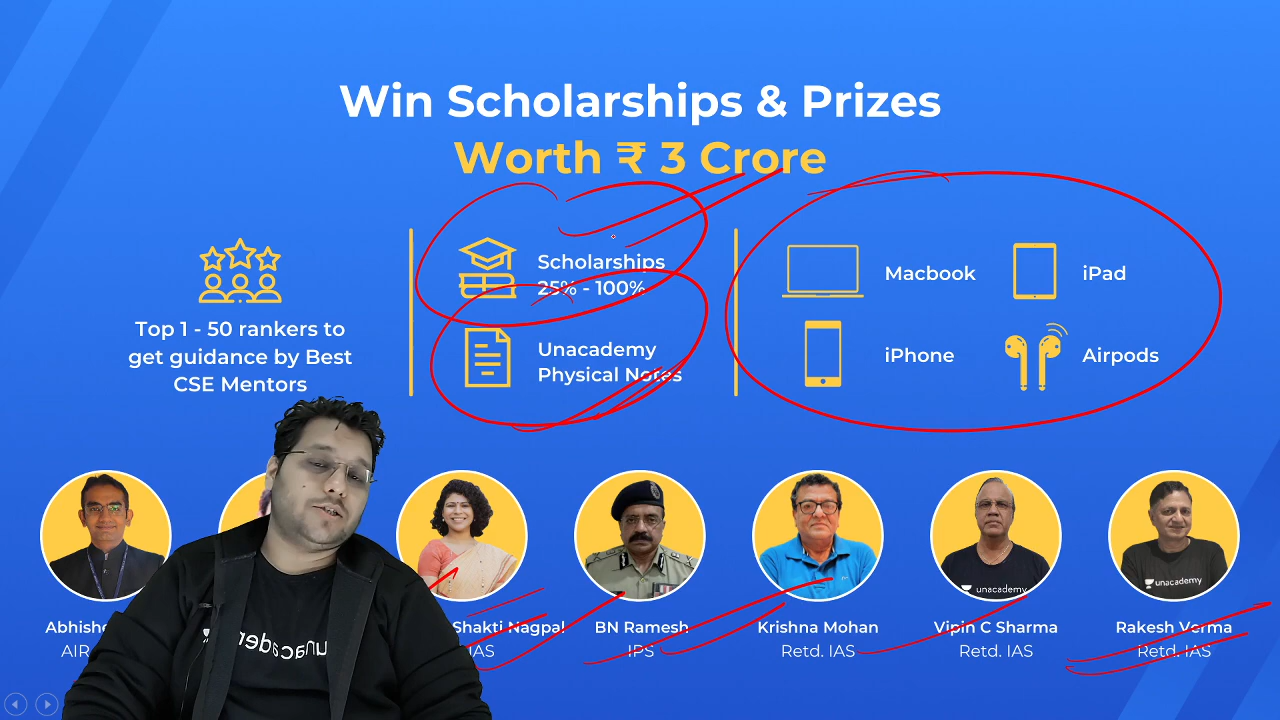 Win Scholarships & Prizes
Worth ₹ 3 Crore
Top 1 - 50 rankers to
get guidance by Best
CSE Mentors
Scholarships
25% - 100%
Unacademy
Physical Notes
Macbook
iPad
iPhone
Airpods
unacademy
unacademy
Shakti Nagpal
IAS
BN Ramesh
IPS
Krishna Mohan
Retd. IAS
Vipin C Sharma
Retd. IAS
Rakesh Verma
Retd. IAS
AIR